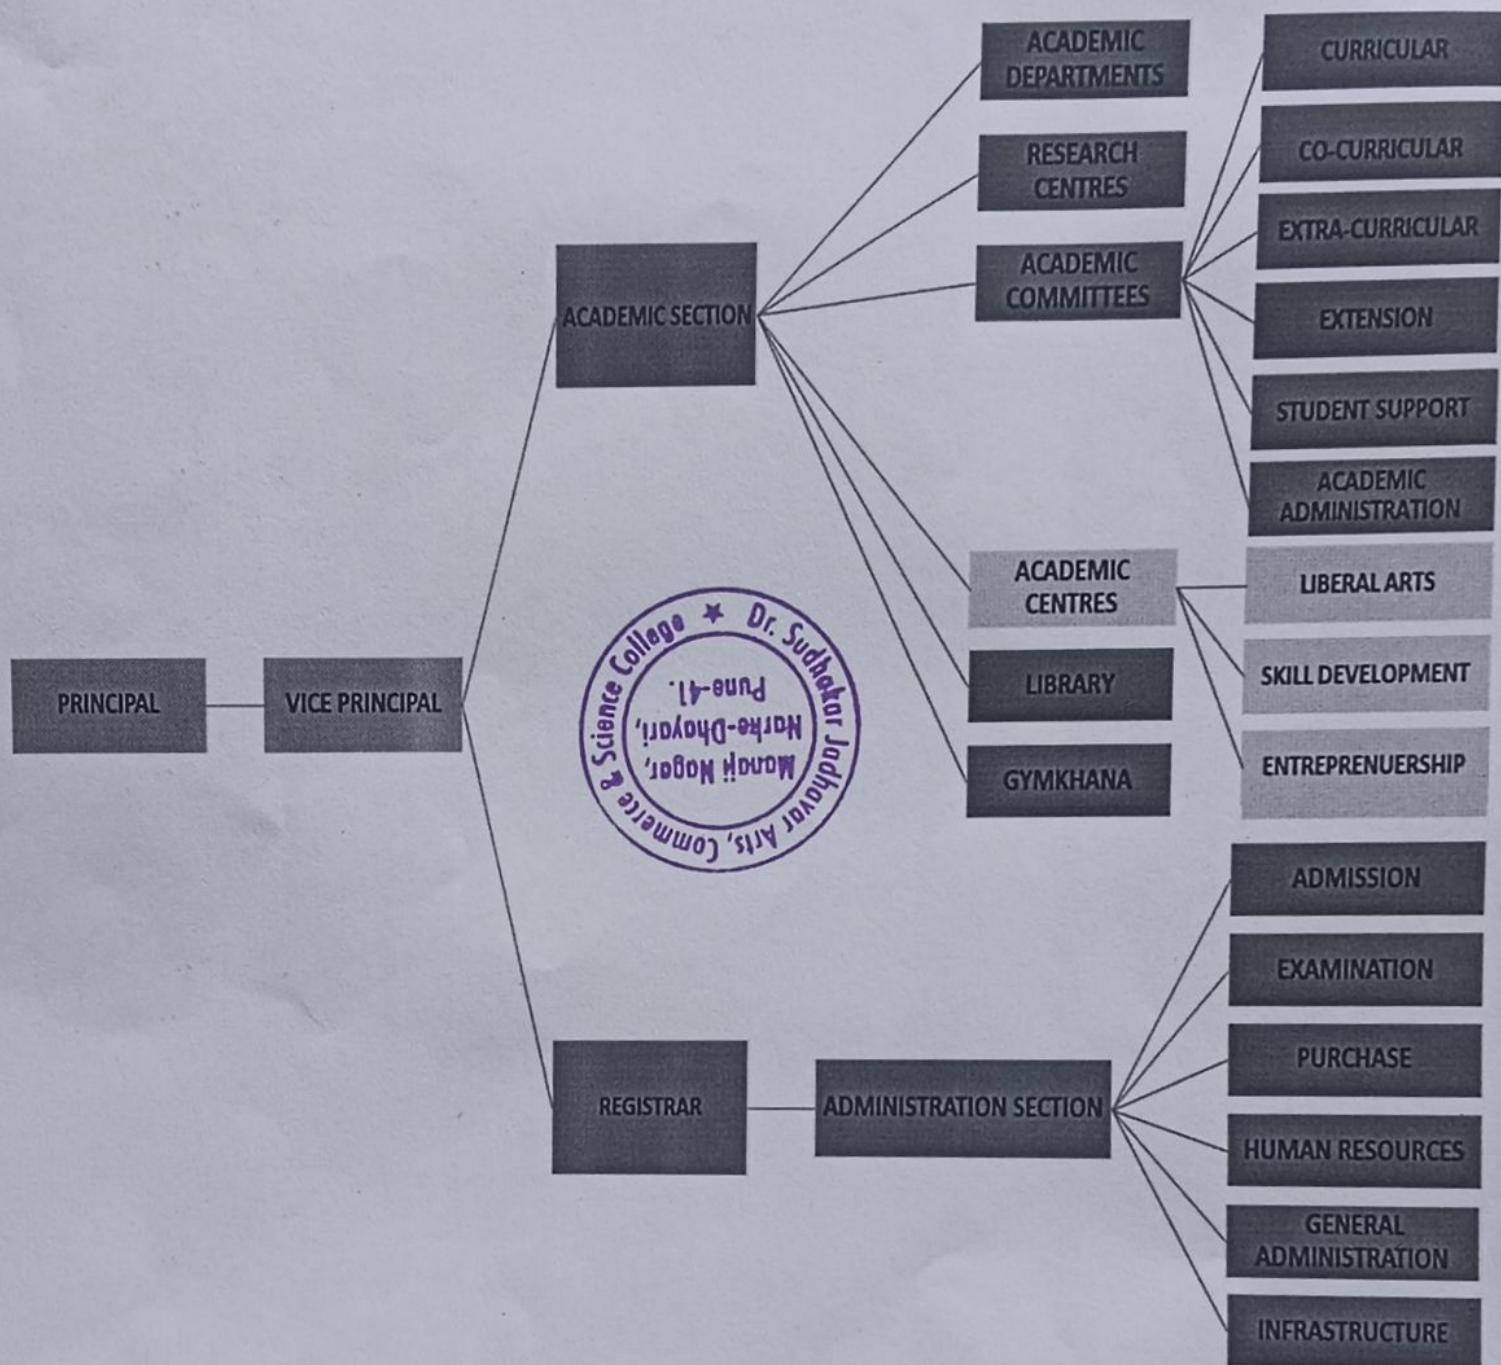 PRINCIPAL
VICE PRINCIPAL
ACADEMIC SECTION
ACADEMIC
DEPARTMENTS
RESEARCH
CENTRES
ACADEMIC
COMMITTEES
CURRICULAR
CO-CURRICULAR
EXTRA-CURRICULAR
EXTENSION
STUDENT SUPPORT
ACADEMIC
ADMINISTRATION
ACADEMIC
CENTRES
LIBERAL ARTS
SKILL DEVELOPMENT
ENTREPRENUERSHIP
LIBRARY
GYMKHANA
REGISTRAR
ADMINISTRATION SECTION
ADMISSION
EXAMINATION
PURCHASE
HUMAN RESOURCES
GENERAL
ADMINISTRATION
INFRASTRUCTURE
Dr. Sudhakar Jadhavar Arts, Commerce & Science College ★
Manaji Nagar,
Narhe-Dhayari,
Pune-41.